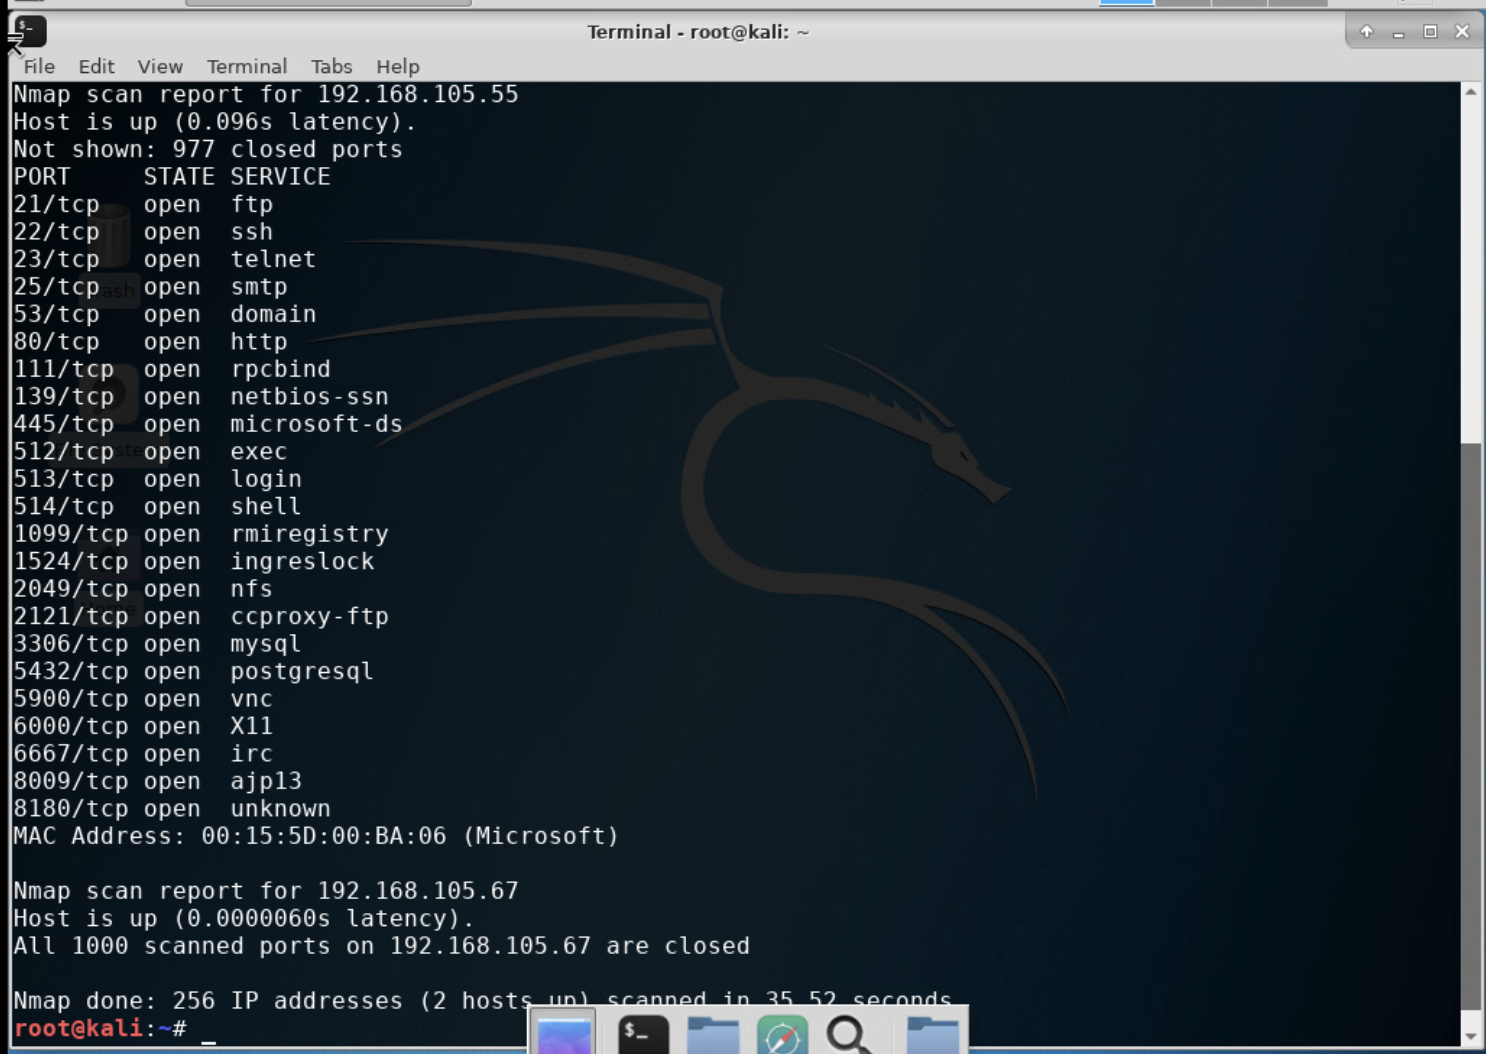 Terminal - root@kali: ~
File Edit View Terminal Tabs Help
Nmap scan report for 192.168.105.55
Host is up (0.096s latency).
Not shown: 977 closed ports
PORT     STATE SERVICE
21/tcp   open  ftp
22/tcp   open  ssh
23/tcp   open  telnet
25/tcp   open  smtp
53/tcp   open  domain
80/tcp   open  http
111/tcp  open  rpcbind
139/tcp  open  netbios-ssn
445/tcp  open  microsoft-ds
512/tcp  open  exec
513/tcp  open  login
514/tcp  open  shell
1099/tcp open  rmiregistry
1524/tcp open  ingreslock
2049/tcp open  nfs
2121/tcp open  ccproxy-ftp
3306/tcp open  mysql
5432/tcp open  postgresql
5900/tcp open  vnc
6000/tcp open  X11
6667/tcp open  irc
8009/tcp open  ajp13
8180/tcp open  unknown
MAC Address: 00:15:5D:00:BA:06 (Microsoft)
Nmap scan report for 192.168.105.67
Host is up (0.0000060s latency).
All 1000 scanned ports on 192.168.105.67 are closed
Nmap done: 256 IP addresses (2 hosts up) scanned in 35.52 seconds
root@kali:~# _